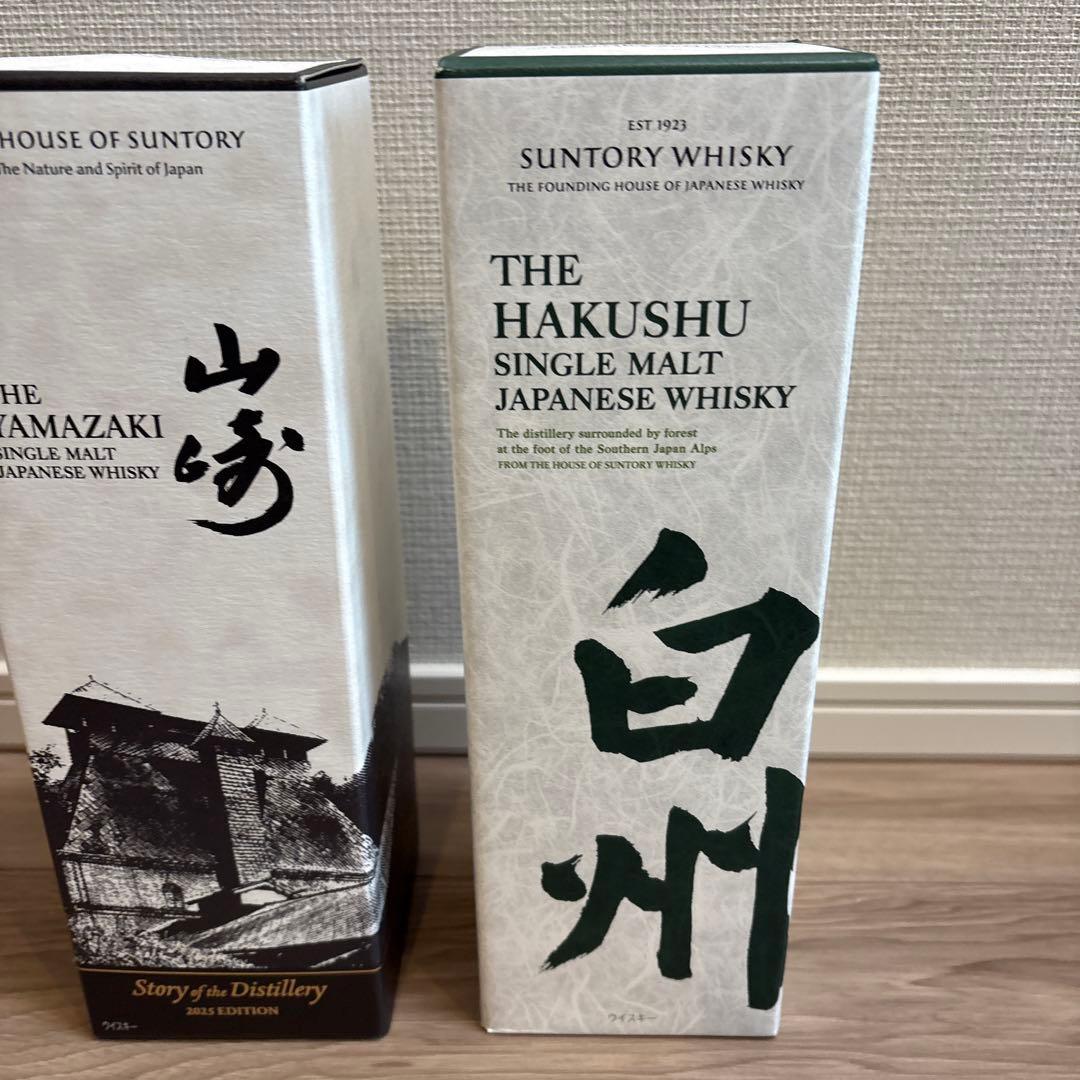 HOUSE OF SUNTORY
The Nature and Spirit of Japan
山崎
THE
YAMAZAKI
SINGLE MALT
JAPANESE WHISKY
Story of the Distillery
2025 EDITION
ウイスキー
EST 1923
SUNTORY WHISKY
THE FOUNDING HOUSE OF JAPANESE WHISKY
THE
HAKUSHU
SINGLE MALT
JAPANESE WHISKY
The distillery surrounded by forest
at the foot of the Southern Japan Alps
FROM THE HOUSE OF SUNTORY WHISKY
白州
ウイスキー